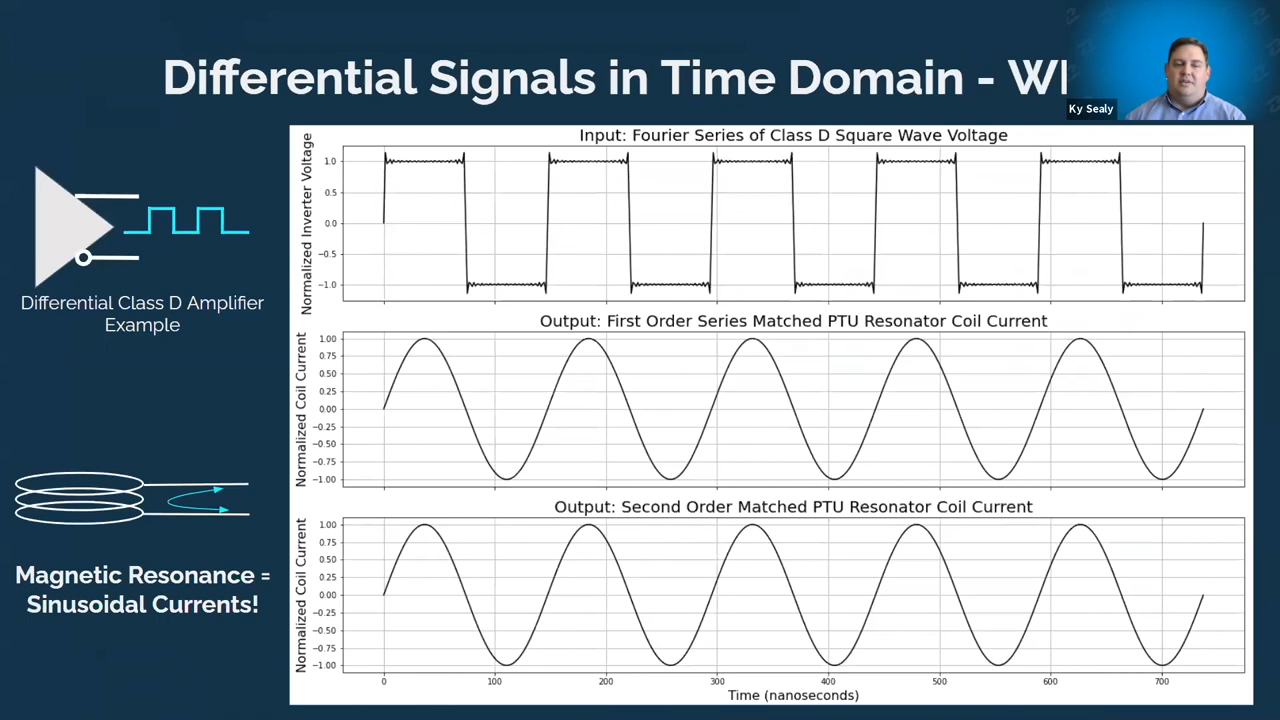 Differential Signals in Time Domain - W
Ky Sealy
Differential Class D Amplifier
Example
Magnetic Resonance =
Sinusoidal Currents!
Input: Fourier Series of Class D Square Wave Voltage
Normalized Inverter Voltage
1.0
0.5
0.0
−0.5
−1.0
Output: First Order Series Matched PTU Resonator Coil Current
Normalized Coil Current
1.00
0.75
0.50
0.25
0.00
−0.25
−0.50
−0.75
−1.00
Output: Second Order Matched PTU Resonator Coil Current
Normalized Coil Current
1.00
0.75
0.50
0.25
0.00
−0.25
−0.50
−0.75
−1.00
0 100 200 300 400 500 600 700
Time (nanoseconds)